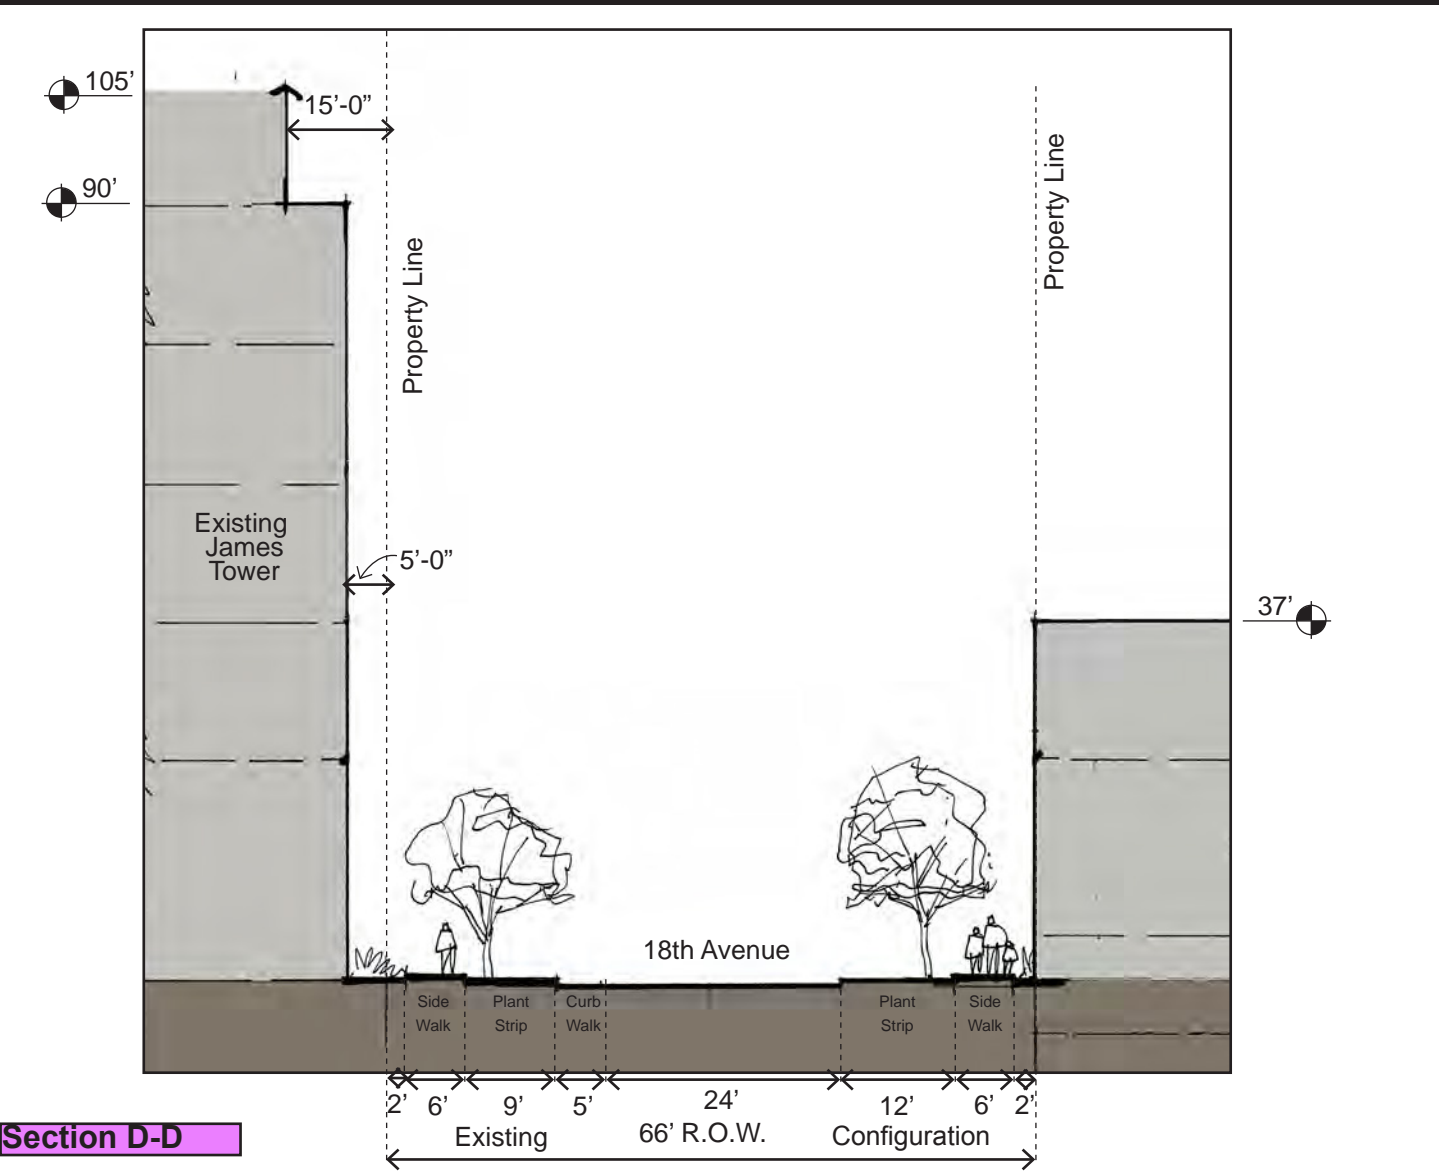 105’
15’-0”
90’
Property Line
Property Line
Existing
James
Tower
5’-0”
37’
18th Avenue
Side
Walk
Plant
Strip
Curb
Walk
Plant
Strip
Side
Walk
2’ 6’ 9’ 5’ 24’ 12’ 6’ 2’
Existing 66’ R.O.W. Configuration
Section D-D